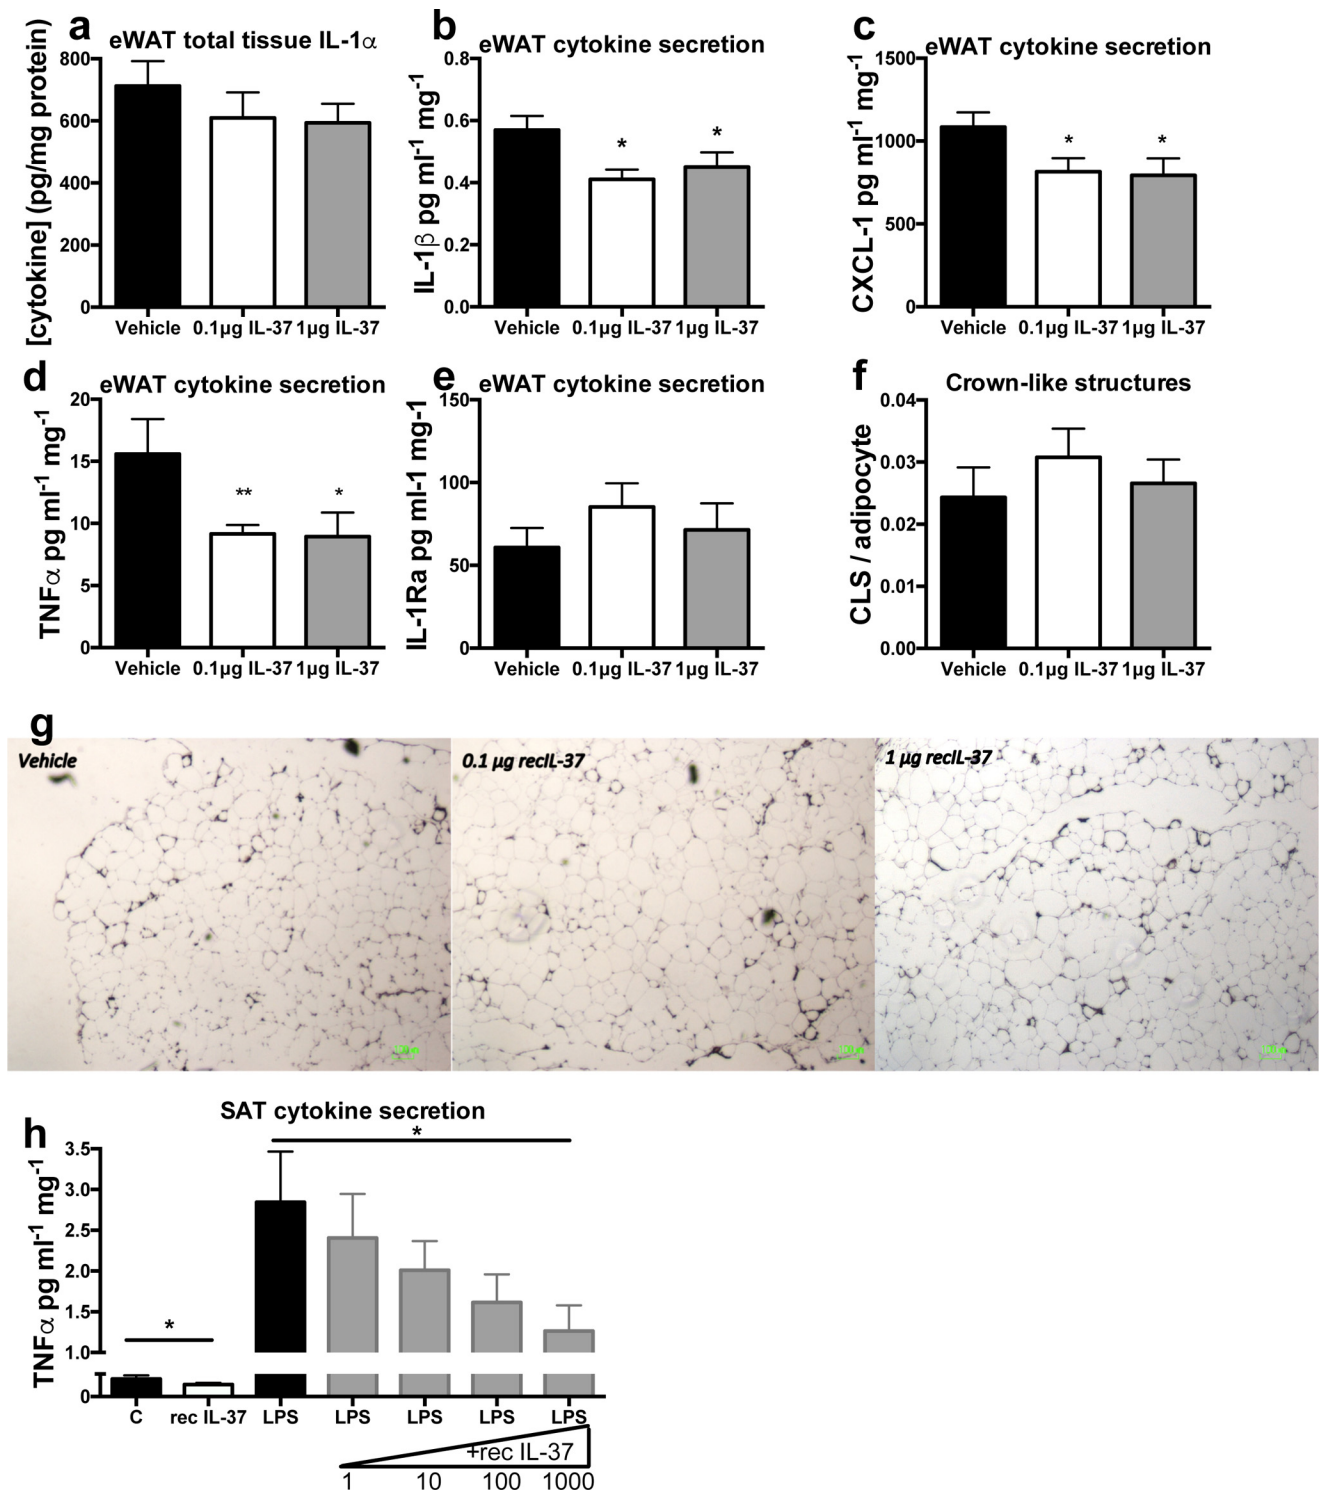 a
eWAT total tissue IL-1α
[cytokine] (pg/mg protein)
800
600
400
200
0
Vehicle 0.1µg IL-37 1µg IL-37
b
eWAT cytokine secretion
IL-1β pg ml⁻¹ mg⁻¹
0.8
0.6
0.4
0.2
0.0
*
*
Vehicle 0.1µg IL-37 1µg IL-37
c
eWAT cytokine secretion
CXCL-1 pg ml⁻¹ mg⁻¹
1500
1000
500
0
*
*
Vehicle 0.1µg IL-37 1µg IL-37
d
eWAT cytokine secretion
TNFα pg ml⁻¹ mg⁻¹
20
15
10
5
0
**
*
Vehicle 0.1µg IL-37 1µg IL-37
e
eWAT cytokine secretion
IL-1Ra pg ml-1 mg-1
150
100
50
0
Vehicle 0.1µg IL-37 1µg IL-37
f
Crown-like structures
CLS / adipocyte
0.04
0.03
0.02
0.01
0.00
Vehicle 0.1µg IL-37 1µg IL-37
g
Vehicle
0.1 µg recIL-37
1 µg recIL-37
h
SAT cytokine secretion
TNFα pg ml⁻¹ mg⁻¹
3.5
3.0
2.5
2.0
1.5
1.0
0
*
*
C rec IL-37 LPS LPS LPS LPS LPS
+rec IL-37
1 10 100 1000